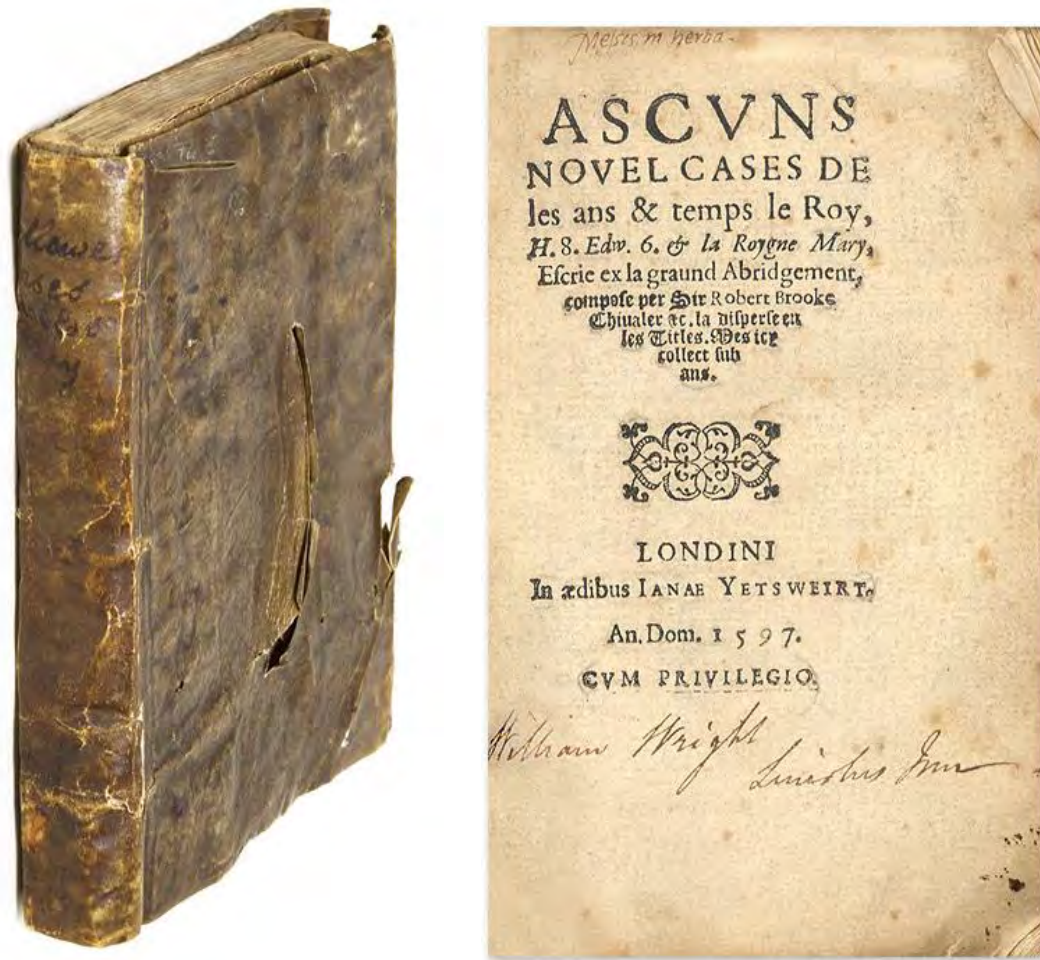 Newe
ases
y
Messis in herba.
ASCVNS
NOVEL CASES DE
les ans & temps le Roy,
H. 8. Edw. 6. & la Roygne Mary,
Eſcrie ex la graund Abridgement,
compoſe per Sir Robert Brooke
Chiualer &c. la diſperſe en
les Titles. Mes icy
collect ſub
ans.
LONDINI
In ædibus IANAE YETSWEIRT.
An. Dom. 1597.
CVM PRIVILEGIO.
William Wright
Lincolns Inn